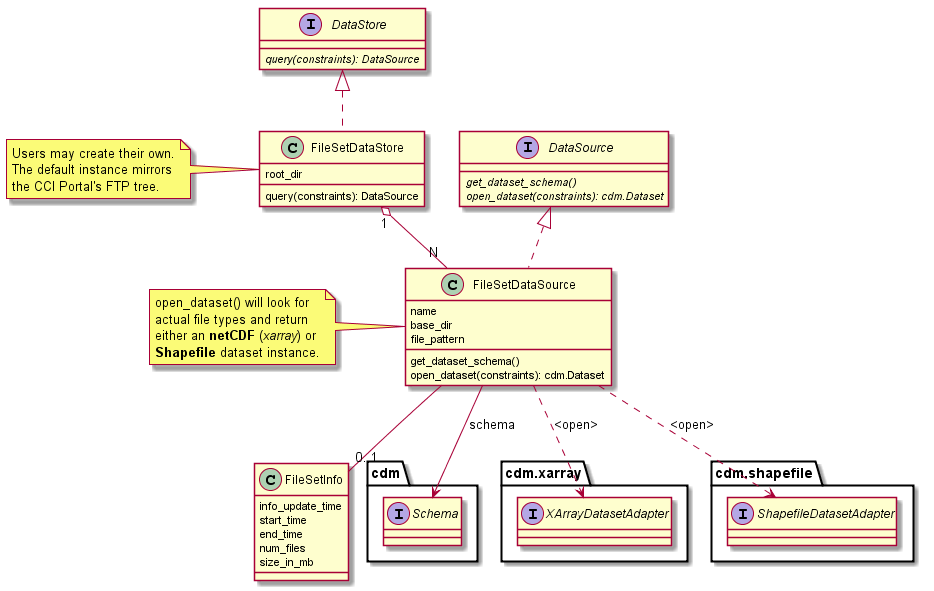 I DataStore
query(constraints): DataSource
Users may create their own.
The default instance mirrors
the CCI Portal's FTP tree.
C FileSetDataStore
root_dir
query(constraints): DataSource
I DataSource
get_dataset_schema()
open_dataset(constraints): cdm.Dataset
1
N
open_dataset() will look for
actual file types and return
either an netCDF (xarray) or
Shapefile dataset instance.
C FileSetDataSource
name
base_dir
file_pattern
get_dataset_schema()
open_dataset(constraints): cdm.Dataset
schema
<open>
<open>
0..1
C FileSetInfo
info_update_time
start_time
end_time
num_files
size_in_mb
cdm
I Schema
cdm.xarray
I XArrayDatasetAdapter
cdm.shapefile
I ShapefileDatasetAdapter